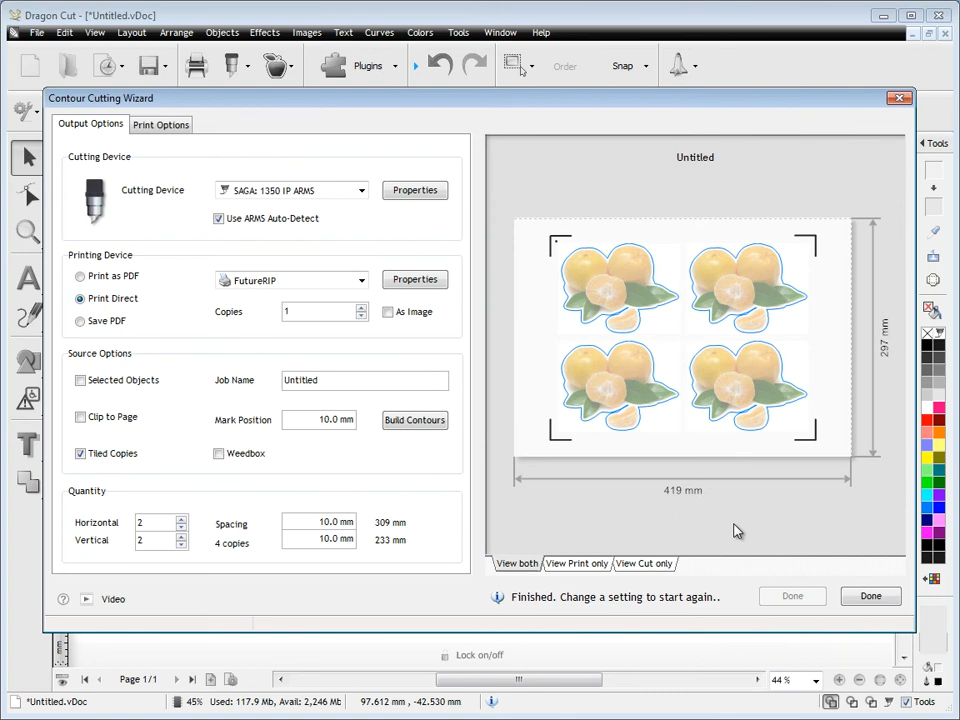 Dragon Cut - [*Untitled.vDoc]
File Edit View Layout Arrange Objects Effects Images Text Curves Colors Tools Window Help
Plugins Order Snap
Contour Cutting Wizard
Tools
Output Options Print Options
Cutting Device
Cutting Device SAGA: 1350 IP ARMS Properties
Use ARMS Auto-Detect
Printing Device
Print as PDF FutureRIP Properties
Print Direct
Copies 1 As Image
Save PDF
Source Options
Selected Objects Job Name Untitled
Clip to Page Mark Position 10.0 mm Build Contours
Tiled Copies Weedbox
Quantity
Horizontal 2 Spacing 10.0 mm 309 mm
Vertical 2 4 copies 10.0 mm 233 mm
Untitled
297 mm
419 mm
View both View Print only View Cut only
Video
Finished. Change a setting to start again..
Done Done
mm
Lock on/off
Page 1/1
44 %
*Untitled.vDoc 45% Used: 117.9 Mb, Avail: 2,246 Mb 97.612 mm , -42.530 mm Tools